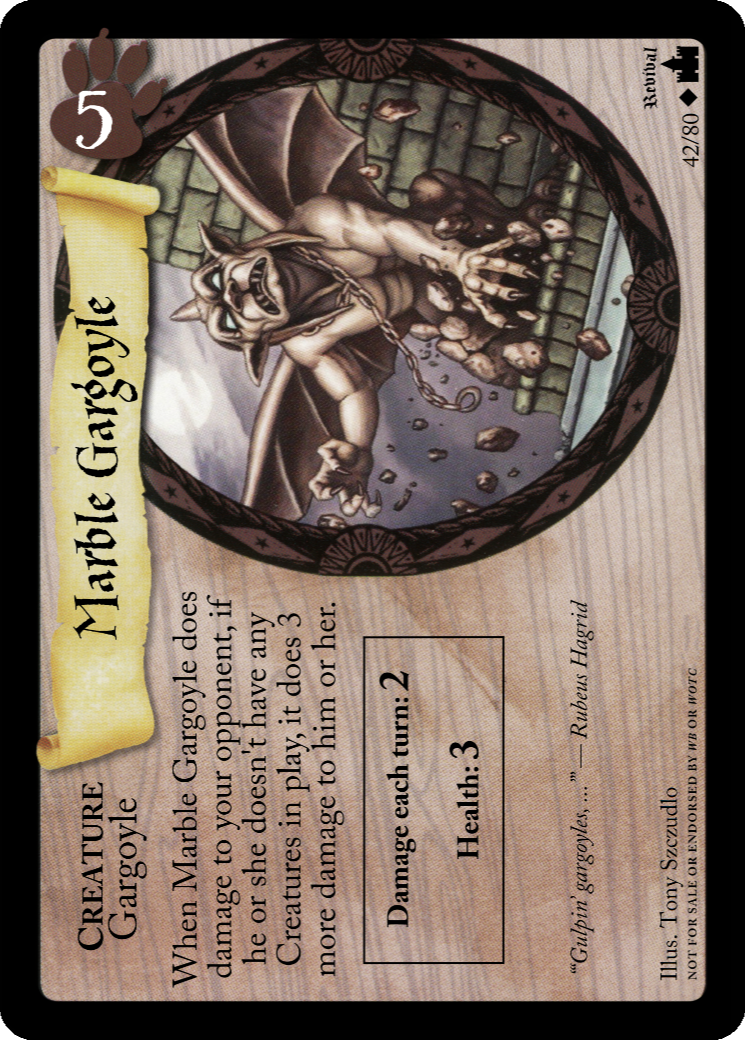 CREATURE
Gargoyle
Marble Gargoyle
5
When Marble Gargoyle does
damage to your opponent, if
he or she doesn't have any
Creatures in play, it does 3
more damage to him or her.
Damage each turn: 2
Health: 3
“‘Gulpin’ gargoyles, …’” — Rubeus Hagrid
Illus. Tony Szczudlo
NOT FOR SALE OR ENDORSED BY WB OR WOTC
42/80
Revival